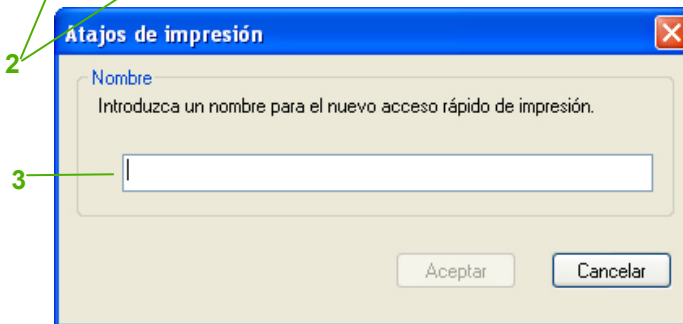 Atajos de impresión
2
Nombre
Introduzca un nombre para el nuevo acceso rápido de impresión.
3
Aceptar
Cancelar